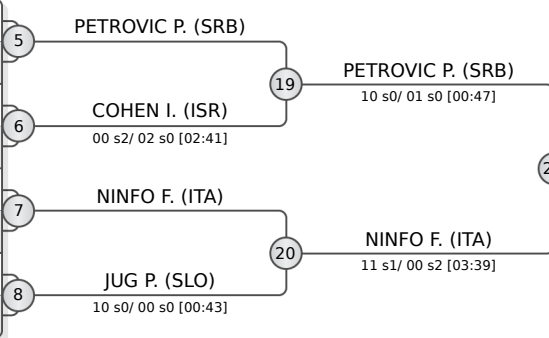 PETROVIC P. (SRB)
5
19
PETROVIC P. (SRB)
10 s0/ 01 s0 [00:47]
COHEN I. (ISR)
6
00 s2/ 02 s0 [02:41]
NINFO F. (ITA)
7
20
NINFO F. (ITA)
11 s1/ 00 s2 [03:39]
JUG P. (SLO)
8
10 s0/ 00 s0 [00:43]